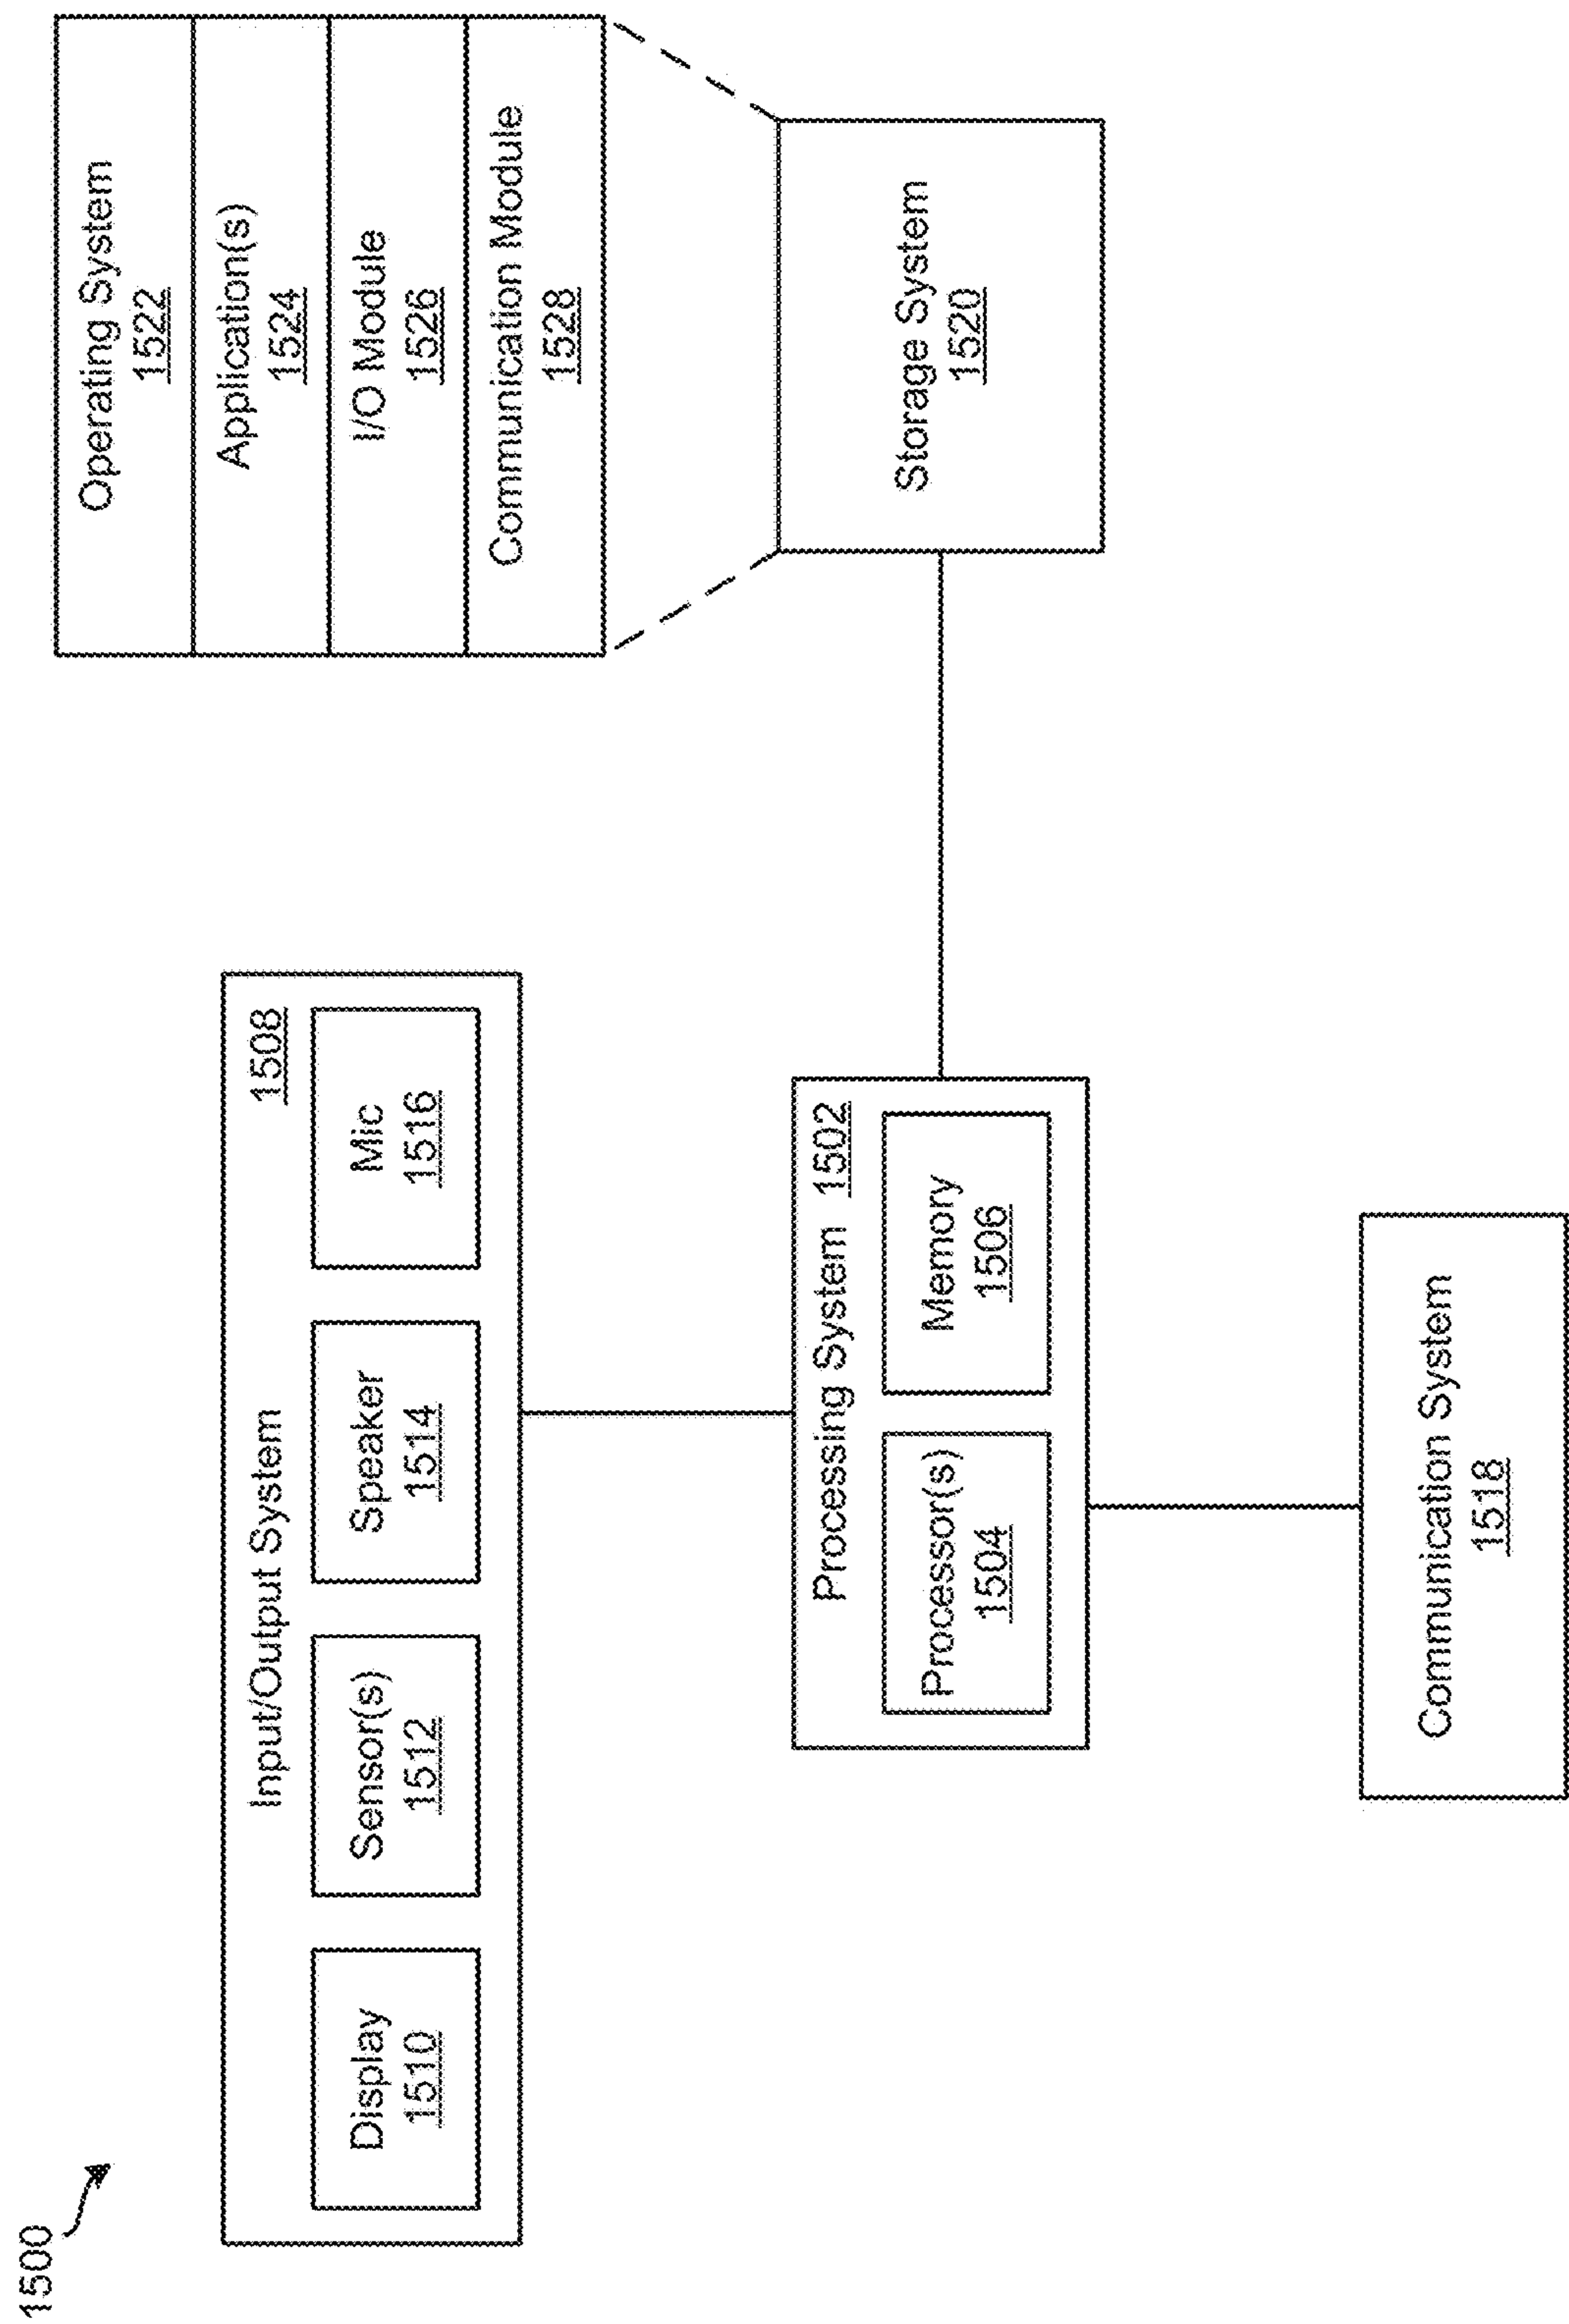 1500
Input/Output System
1508
Display
1510
Sensor(s)
1512
Speaker
1514
Mic
1516
Processing System 1502
Processor(s)
1504
Memory
1506
Communication System
1518
Operating System
1522
Application(s)
1524
I/O Module
1526
Communication Module
1528
Storage System
1520